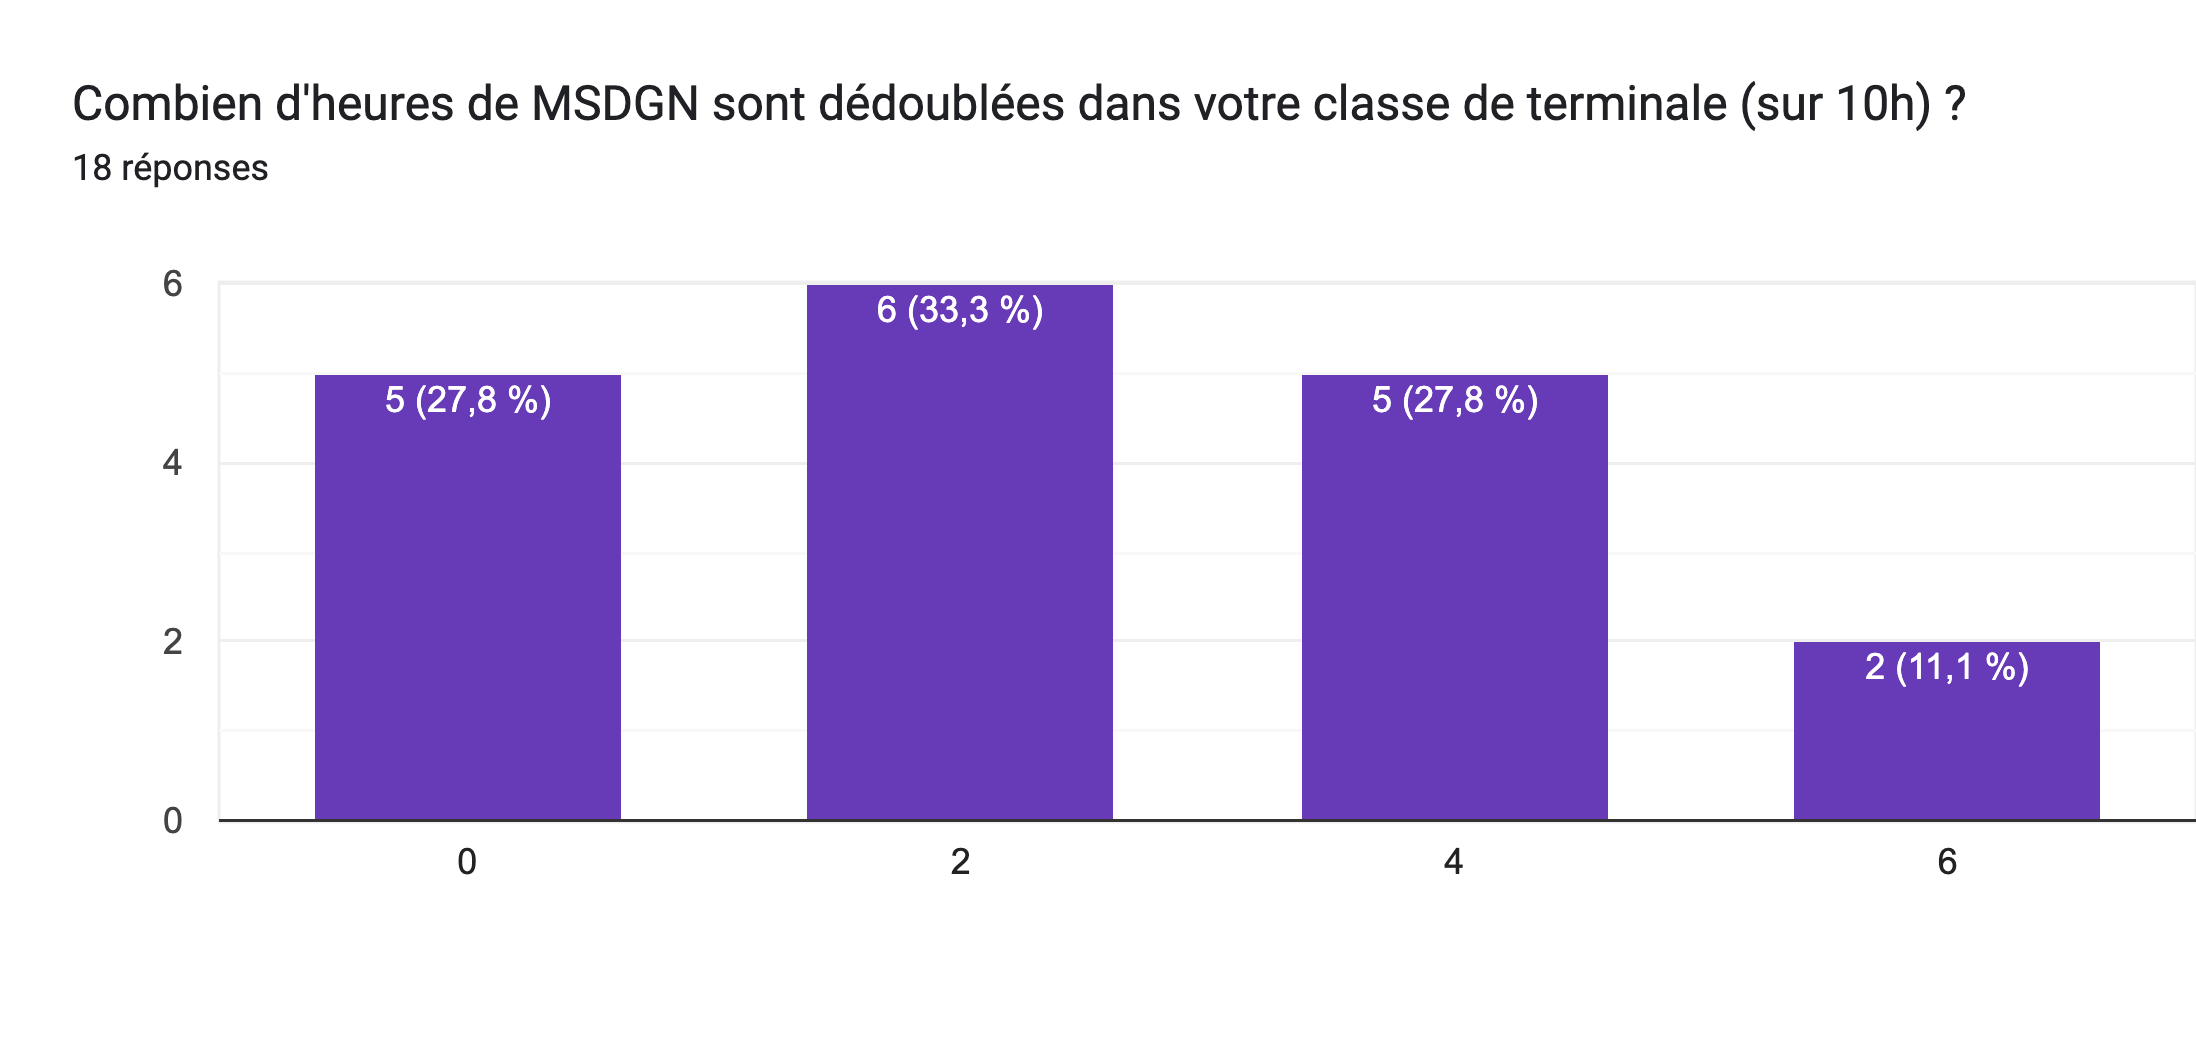 Combien d'heures de MSDGN sont dédoublées dans votre classe de terminale (sur 10h) ?
18 réponses
6
4
2
0
5 (27,8 %)
6 (33,3 %)
5 (27,8 %)
2 (11,1 %)
0
2
4
6